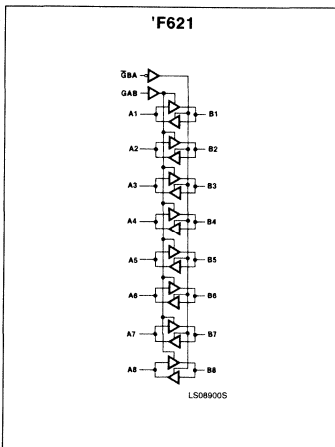 'F621
G̅BA
GAB
A1 B1
A2 B2
A3 B3
A4 B4
A5 B5
A6 B6
A7 B7
A8 B8
LS08900S